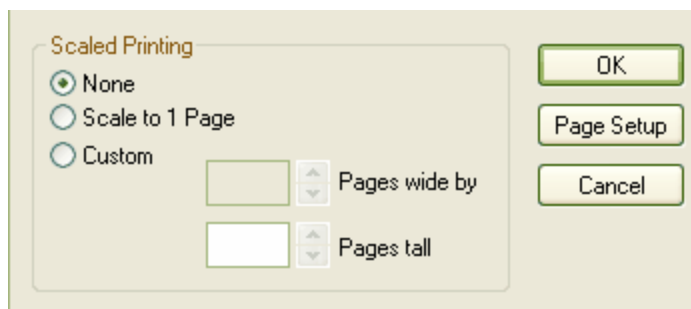 Scaled Printing
None
Scale to 1 Page
Custom
Pages wide by
Pages tall
OK
Page Setup
Cancel